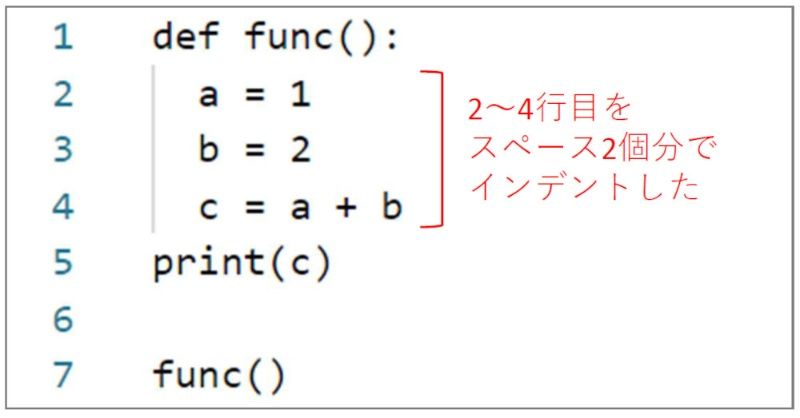 1 def func():
2 a = 1
3 b = 2
4 c = a + b
5 print(c)
6
7 func()
2～4行目を
スペース2個分で
インデントした